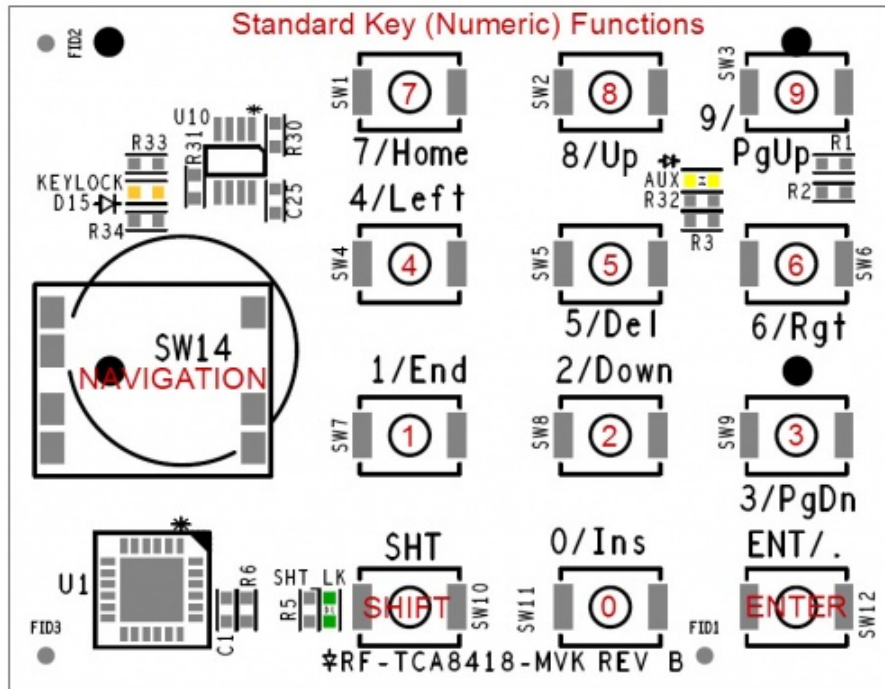 Standard Key (Numeric) Functions
FID2
SW1
7
SW2
8
SW3
9
U10
*
R31
R30
C25
R33
KEYLOCK
D15
R34
7/Home
8/Up
9/
PgUp
AUX
R32
R3
R1
R2
4/Left
SW4
4
SW5
5
6
SW6
5/Del
6/Rgt
SW14
NAVIGATION
1/End
2/Down
SW7
1
SW8
2
SW9
3
3/PgDn
*
U1
C1
R6
SHT LK
R5
SHT
0/Ins
ENT/.
SHIFT
SW10
SW11
0
ENTER
SW12
FID3
FID1
RF-TCA8418-MVK REV B